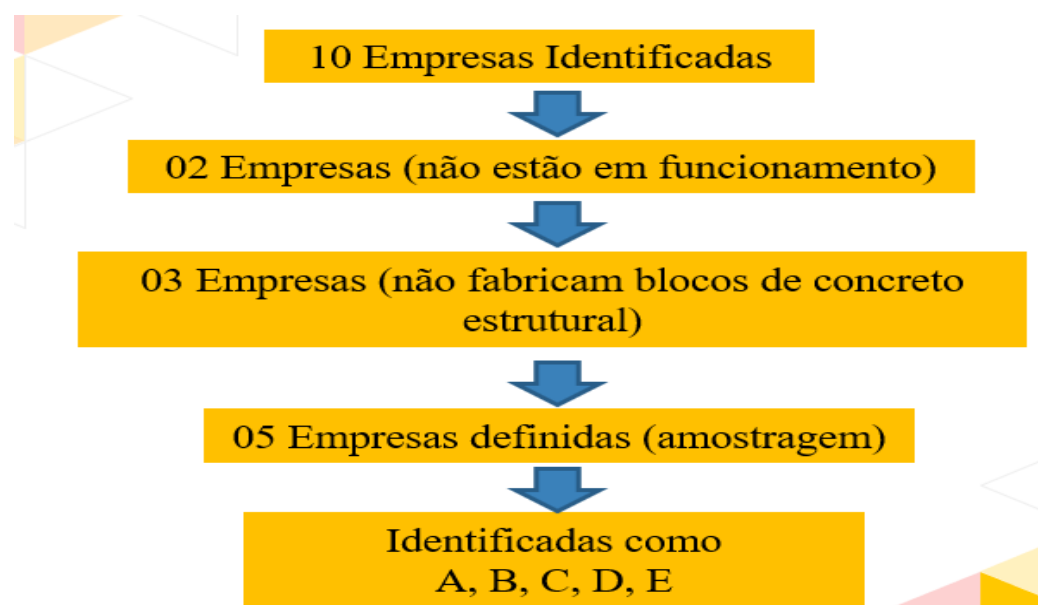 10 Empresas Identificadas
02 Empresas (não estão em funcionamento)
03 Empresas (não fabricam blocos de concreto
estrutural)
05 Empresas definidas (amostragem)
Identificadas como
A, B, C, D, E